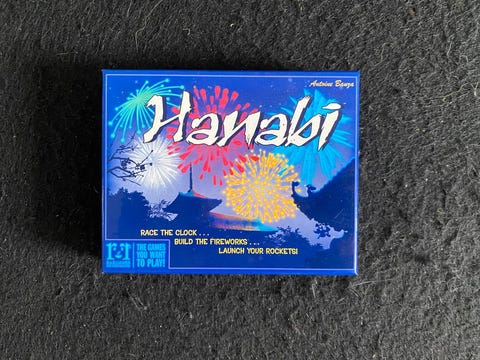 Antoine Bauza
Hanabi
RACE THE CLOCK . . .
BUILD THE FIREWORKS . . .
LAUNCH YOUR ROCKETS!
R&R
THE GAMES
YOU WANT
TO PLAY!